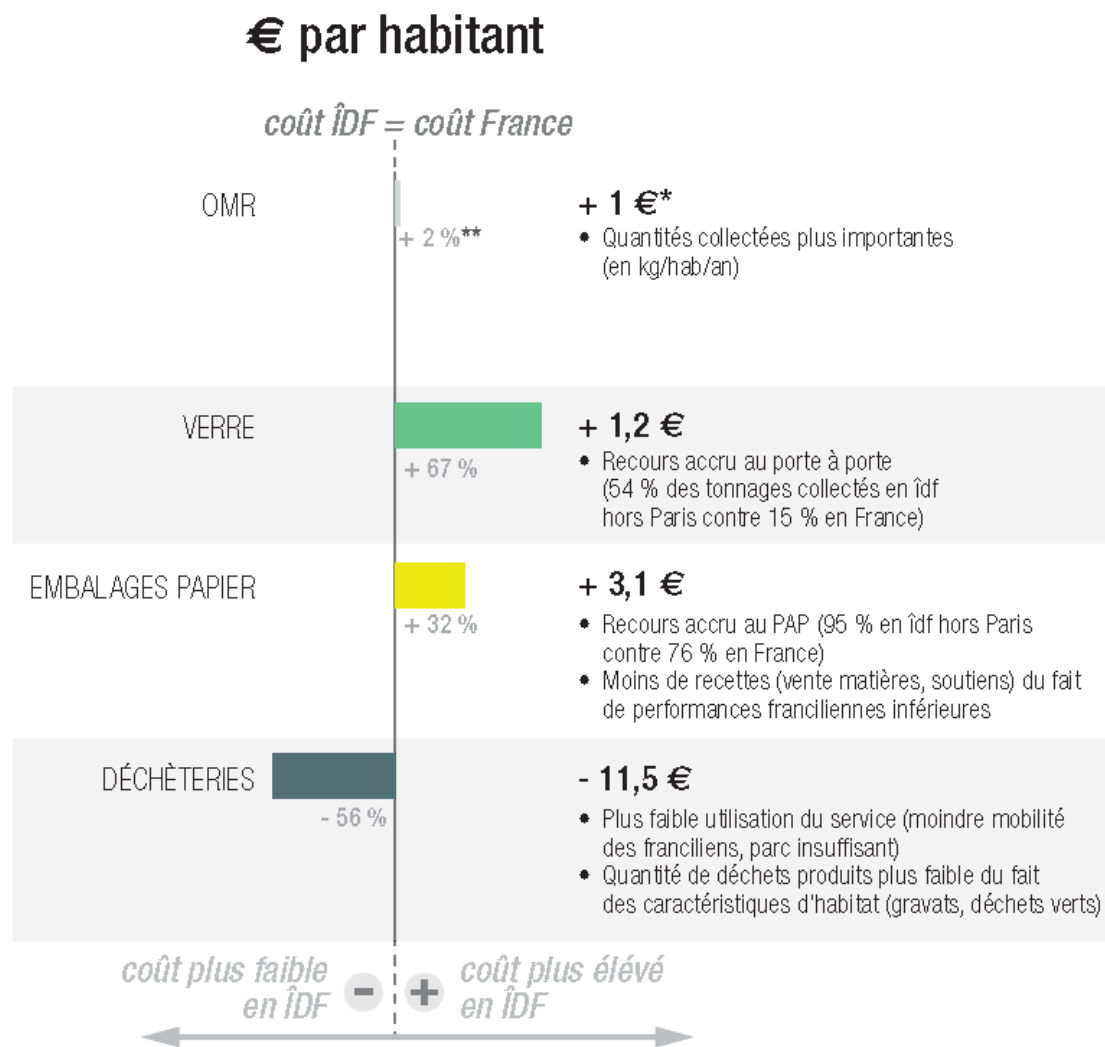 € par habitant
coût ÎDF = coût France
OMR
+ 2 %**
+ 1 €*
• Quantités collectées plus importantes
(en kg/hab/an)
VERRE
+ 67 %
+ 1,2 €
• Recours accru au porte à porte
(54 % des tonnages collectés en îdf
hors Paris contre 15 % en France)
EMBALAGES PAPIER
+ 32 %
+ 3,1 €
• Recours accru au PAP (95 % en îdf hors Paris
contre 76 % en France)
• Moins de recettes (vente matières, soutiens) du fait
de performances franciliennes inférieures
DÉCHÈTERIES
- 56 %
- 11,5 €
• Plus faible utilisation du service (moindre mobilité
des franciliens, parc insuffisant)
• Quantité de déchets produits plus faible du fait
des caractéristiques d'habitat (gravats, déchets verts)
coût plus faible
en ÎDF
-
+
coût plus élévé
en ÎDF